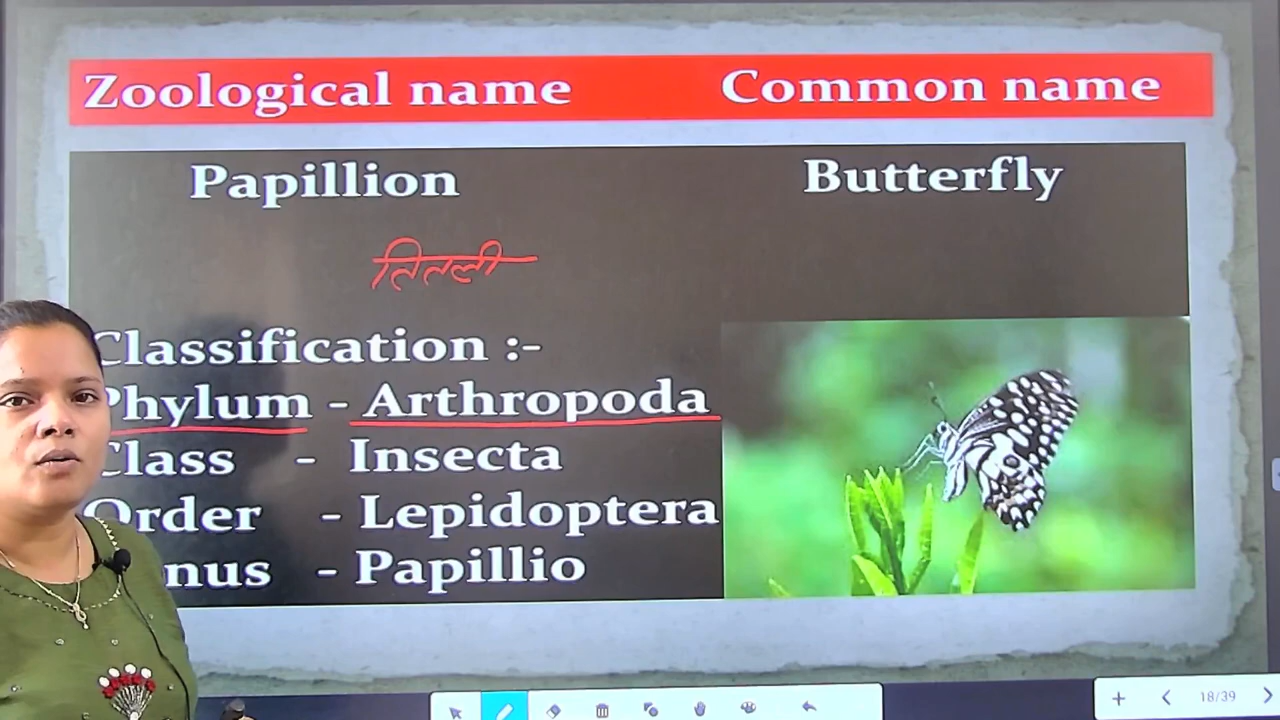 Zoological name Common name
Papillion Butterfly
तितली
Classification :-
Phylum - Arthropoda
Class - Insecta
Order - Lepidoptera
nus - Papillio
18/39